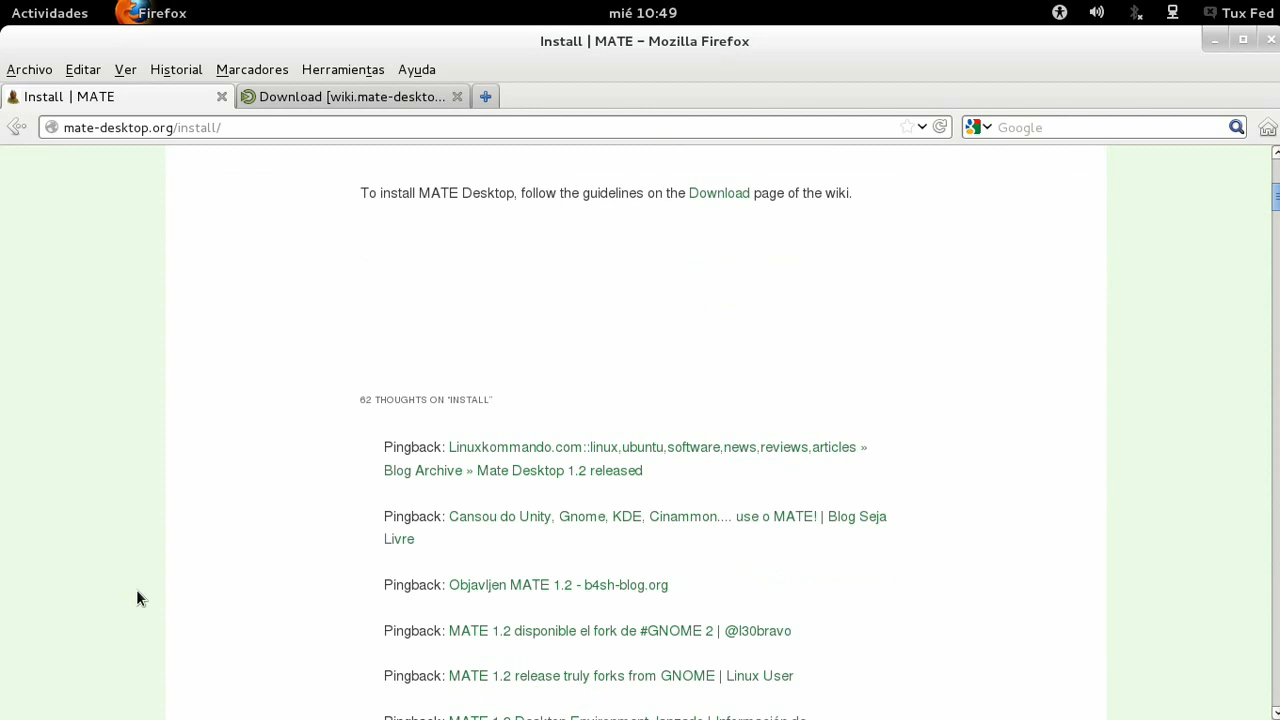 Actividades Firefox mié 10:49 Tux Fed
Install | MATE – Mozilla Firefox
Archivo Editar Ver Historial Marcadores Herramientas Ayuda
Install | MATE Download [wiki.mate-deskto...
mate-desktop.org/install/ Google
To install MATE Desktop, follow the guidelines on the Download page of the wiki.
62 THOUGHTS ON “INSTALL”
Pingback: Linuxkommando.com::linux,ubuntu,software,news,reviews,articles »
Blog Archive » Mate Desktop 1.2 released
Pingback: Cansou do Unity, Gnome, KDE, Cinammon.... use o MATE! | Blog Seja
Livre
Pingback: Objavljen MATE 1.2 - b4sh-blog.org
Pingback: MATE 1.2 disponible el fork de #GNOME 2 | @l30bravo
Pingback: MATE 1.2 release truly forks from GNOME | Linux User